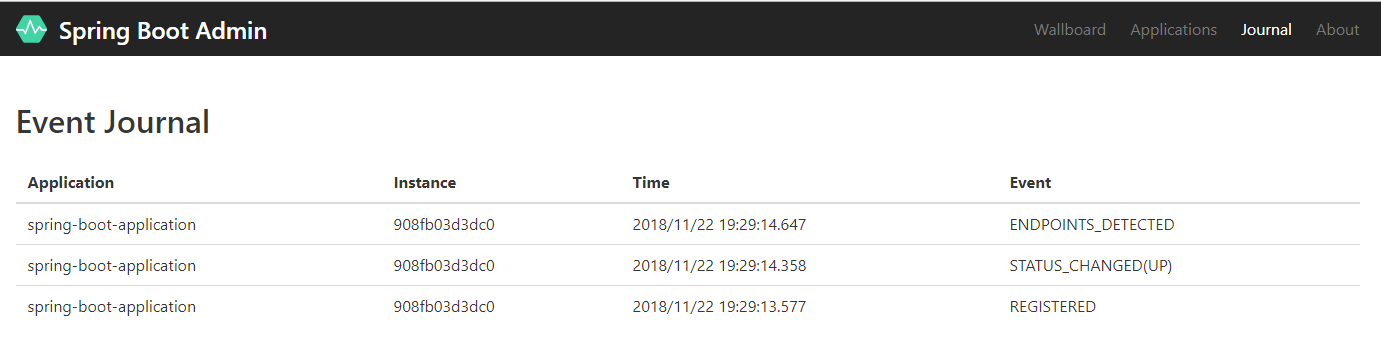 Spring Boot Admin Wallboard Applications Journal About
Event Journal
Application Instance Time Event
spring-boot-application 908fb03d3dc0 2018/11/22 19:29:14.647 ENDPOINTS_DETECTED
spring-boot-application 908fb03d3dc0 2018/11/22 19:29:14.358 STATUS_CHANGED(UP)
spring-boot-application 908fb03d3dc0 2018/11/22 19:29:13.577 REGISTERED